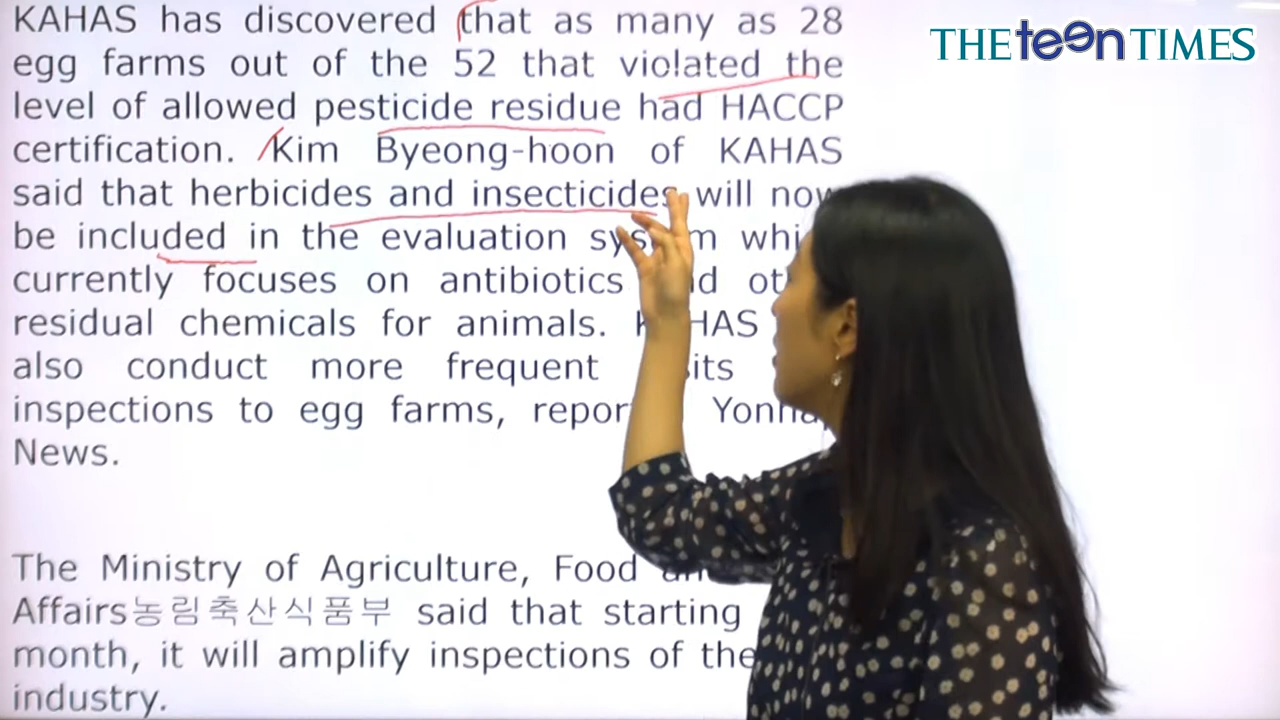 THE teen TIMES
KAHAS has discovered that as many as 28
egg farms out of the 52 that violated the
level of allowed pesticide residue had HACCP
certification. Kim Byeong-hoon of KAHAS
said that herbicides and insecticides will now
be included in the evaluation system
currently focuses on antibiotics
residual chemicals for animals. KAHAS
also conduct more frequent
inspections to egg farms,
News.
The Ministry of Agriculture, Food
Affairs농림축산식품부 said that starting
month, it will amplify inspections of the
industry.